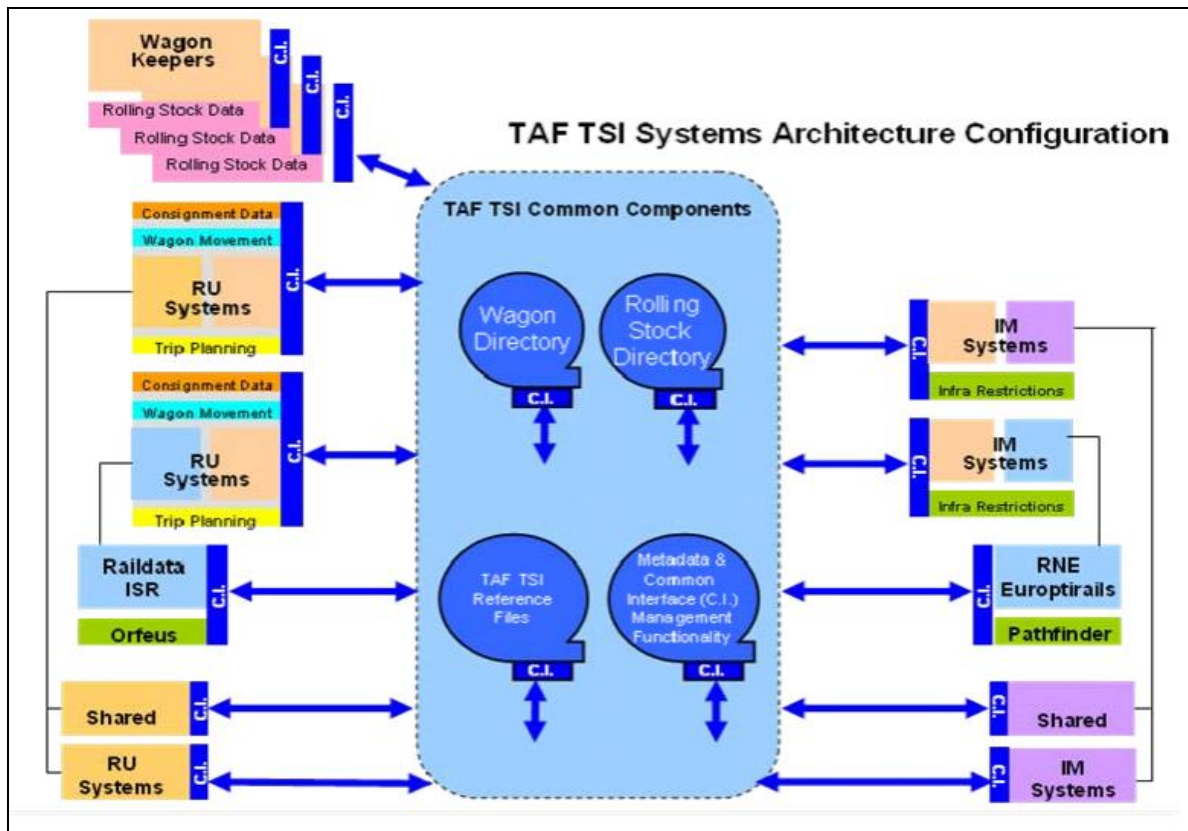 Wagon
Keepers
C.I.
C.I.
C.I.
Rolling Stock Data
Rolling Stock Data
Rolling Stock Data
TAF TSI Systems Architecture Configuration
TAF TSI Common Components
Consignment Data
Wagon Movement
RU
Systems
Trip Planning
C.I.
Consignment Data
Wagon Movement
RU
Systems
Trip Planning
C.I.
Raildata
ISR
Orfeus
C.I.
Shared
C.I.
RU
Systems
C.I.
Wagon
Directory
C.I.
Rolling
Stock
Directory
C.I.
TAF TSI
Reference
Files
C.I.
Metadada &
Common
Interface (C.I.)
Management
Functionality
C.I.
C.I.
IM
Systems
Infra Restrictions
C.I.
IM
Systems
Infra Restrictions
C.I.
RNE
Europtirails
Pathfinder
C.I.
Shared
C.I.
IM
Systems